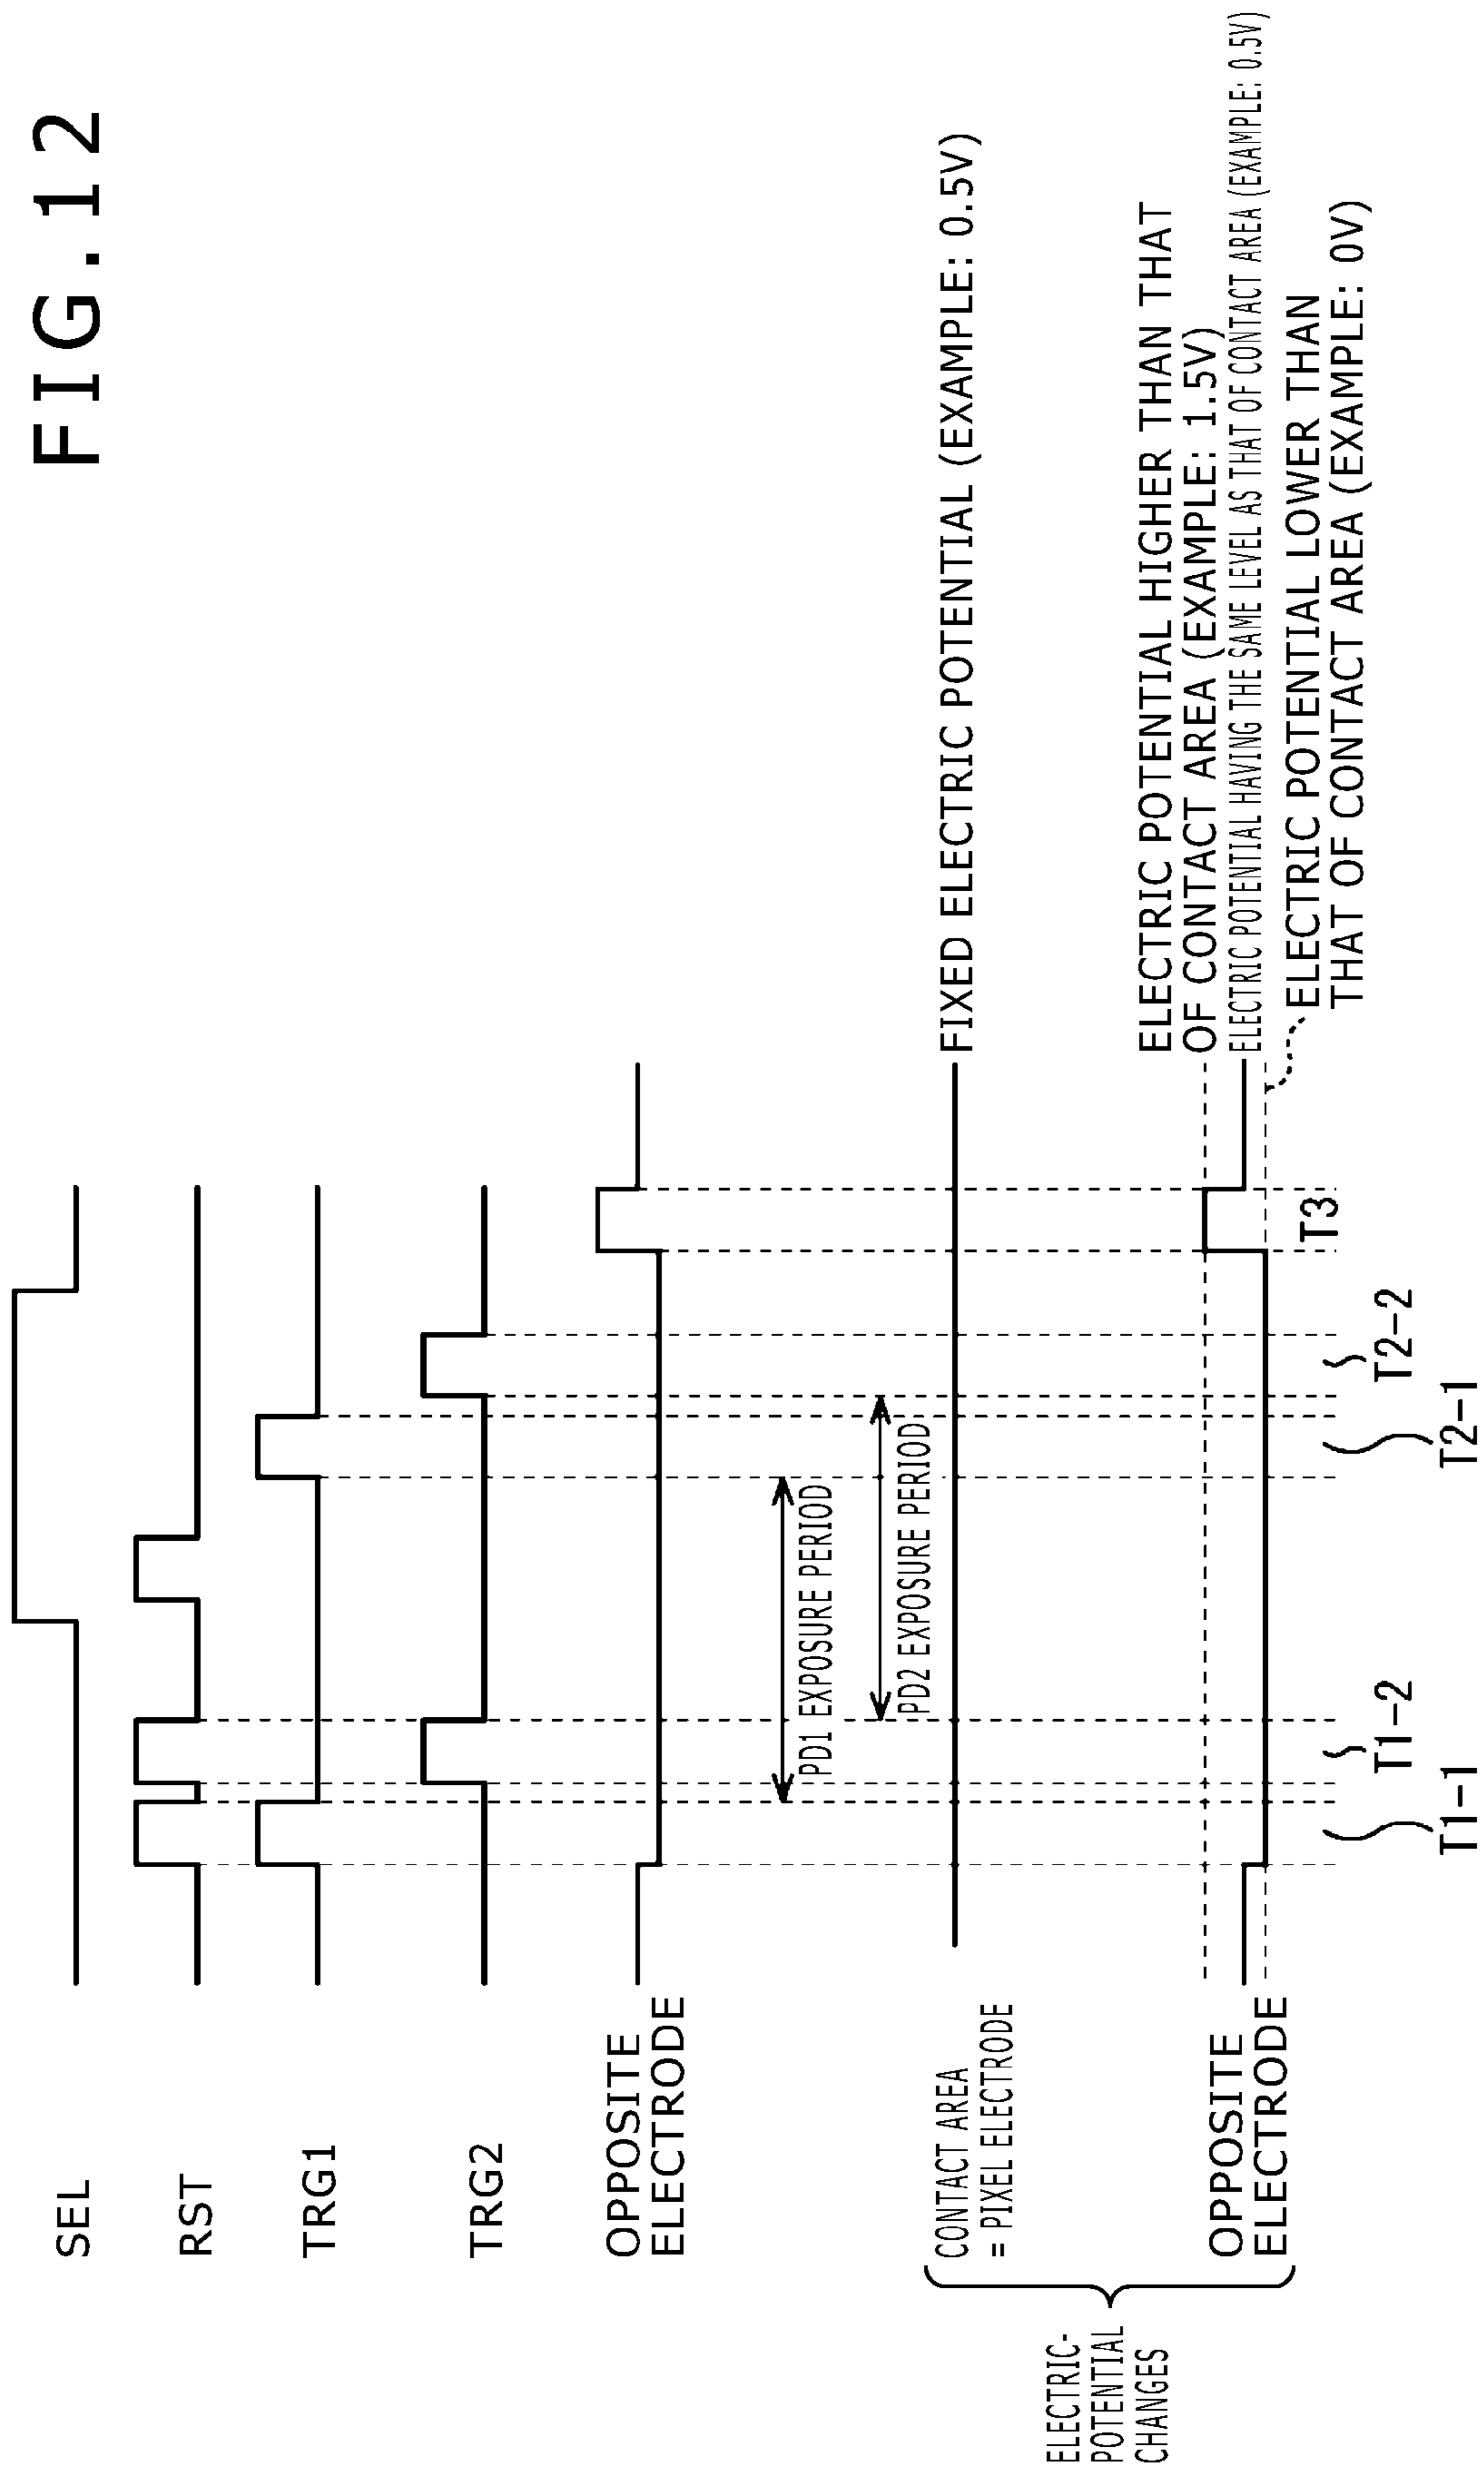 FIG.12
SEL
RST
TRG1
TRG2
OPPOSITE
ELECTRODE
PD1 EXPOSURE PERIOD
PD2 EXPOSURE PERIOD
ELECTRIC-
POTENTIAL
CHANGES
CONTACT AREA
= PIXEL ELECTRODE
FIXED ELECTRIC POTENTIAL (EXAMPLE: 0.5V)
OPPOSITE
ELECTRODE
ELECTRIC POTENTIAL HIGHER THAN THAT
OF CONTACT AREA (EXAMPLE: 1.5V)
ELECTRIC POTENTIAL HAVING THE SAME LEVEL AS THAT OF CONTACT AREA (EXAMPLE: 0.5V)
ELECTRIC POTENTIAL LOWER THAN
THAT OF CONTACT AREA (EXAMPLE: 0V)
T1-1
T1-2
T2-1
T2-2
T3